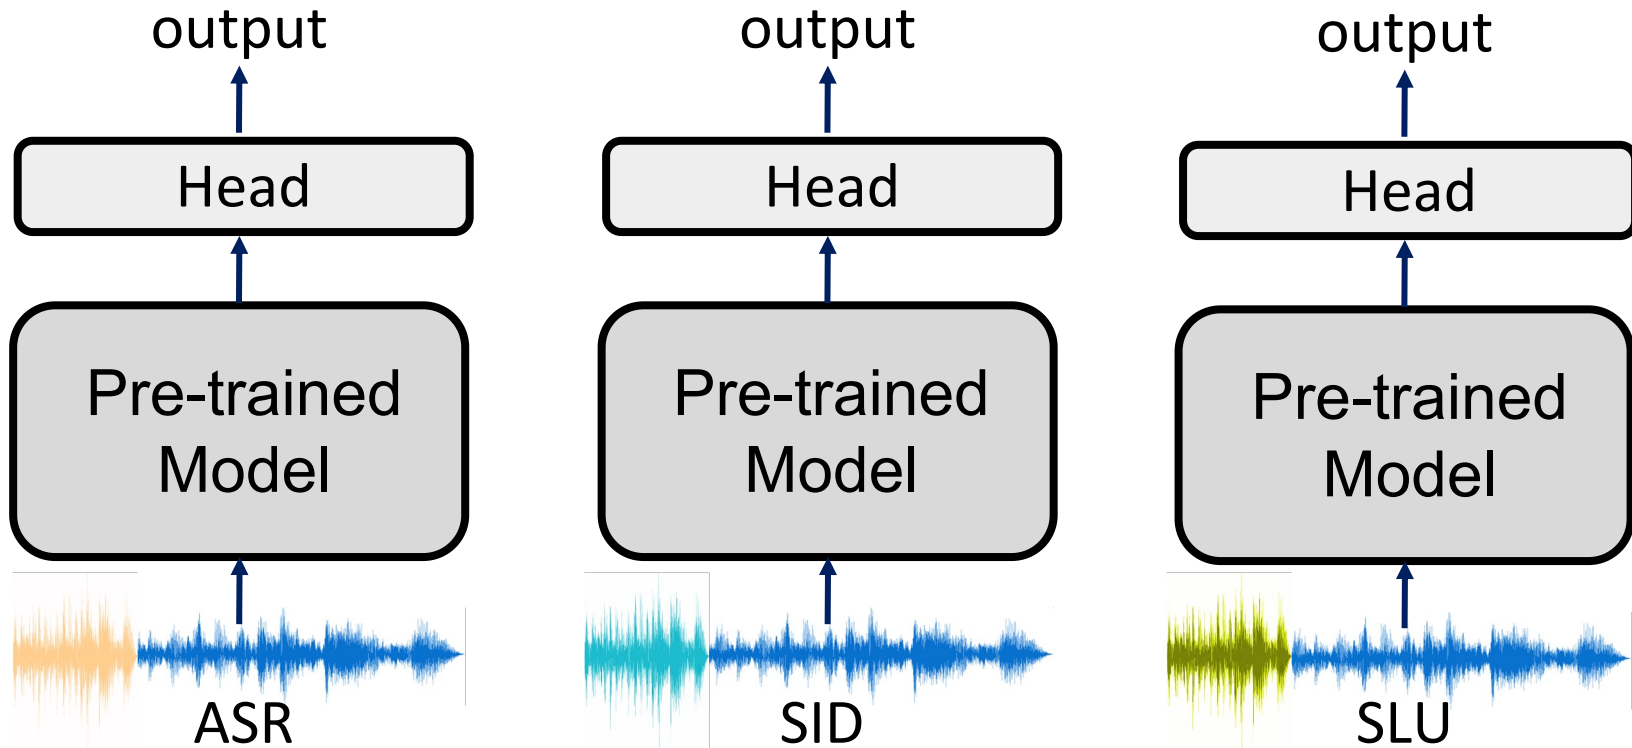 output
output
output
Head
Head
Head
Pre-trained
Model
Pre-trained
Model
Pre-trained
Model
ASR
SID
SLU